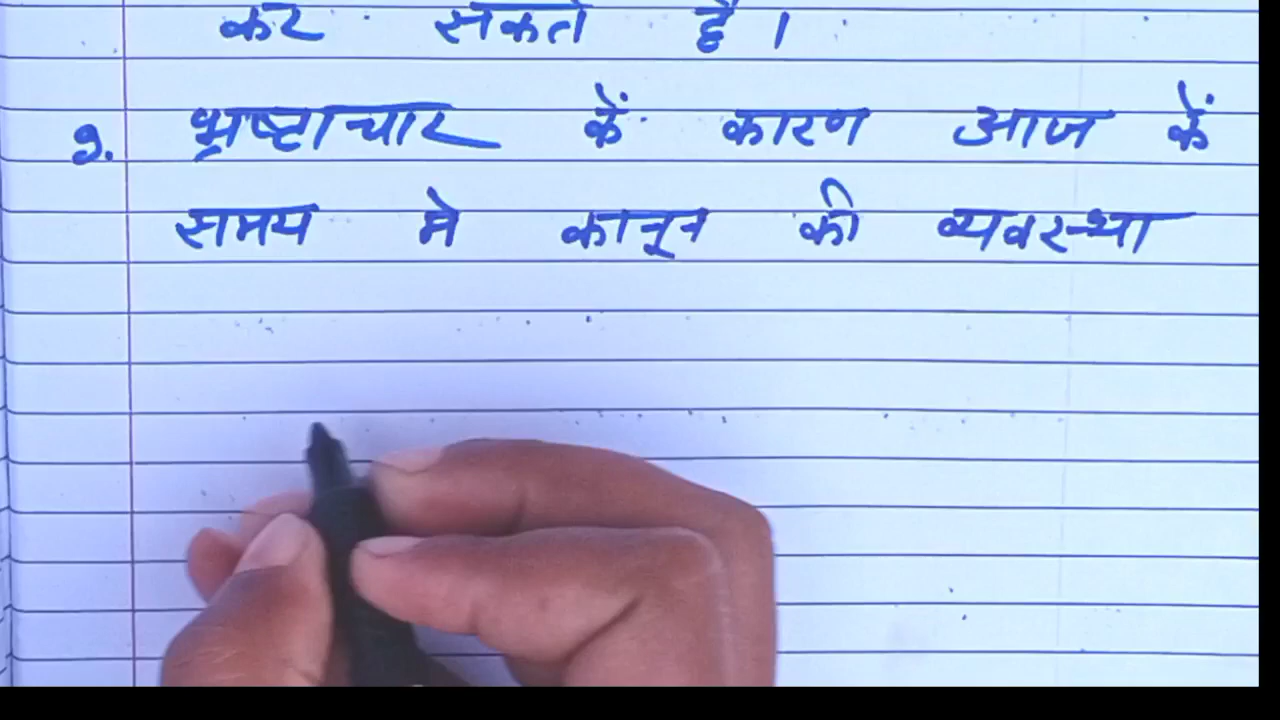 कर सकते हैं ।
9. भ्रष्टाचार कें कारण आज कें
समय मे कानून की व्यवस्था